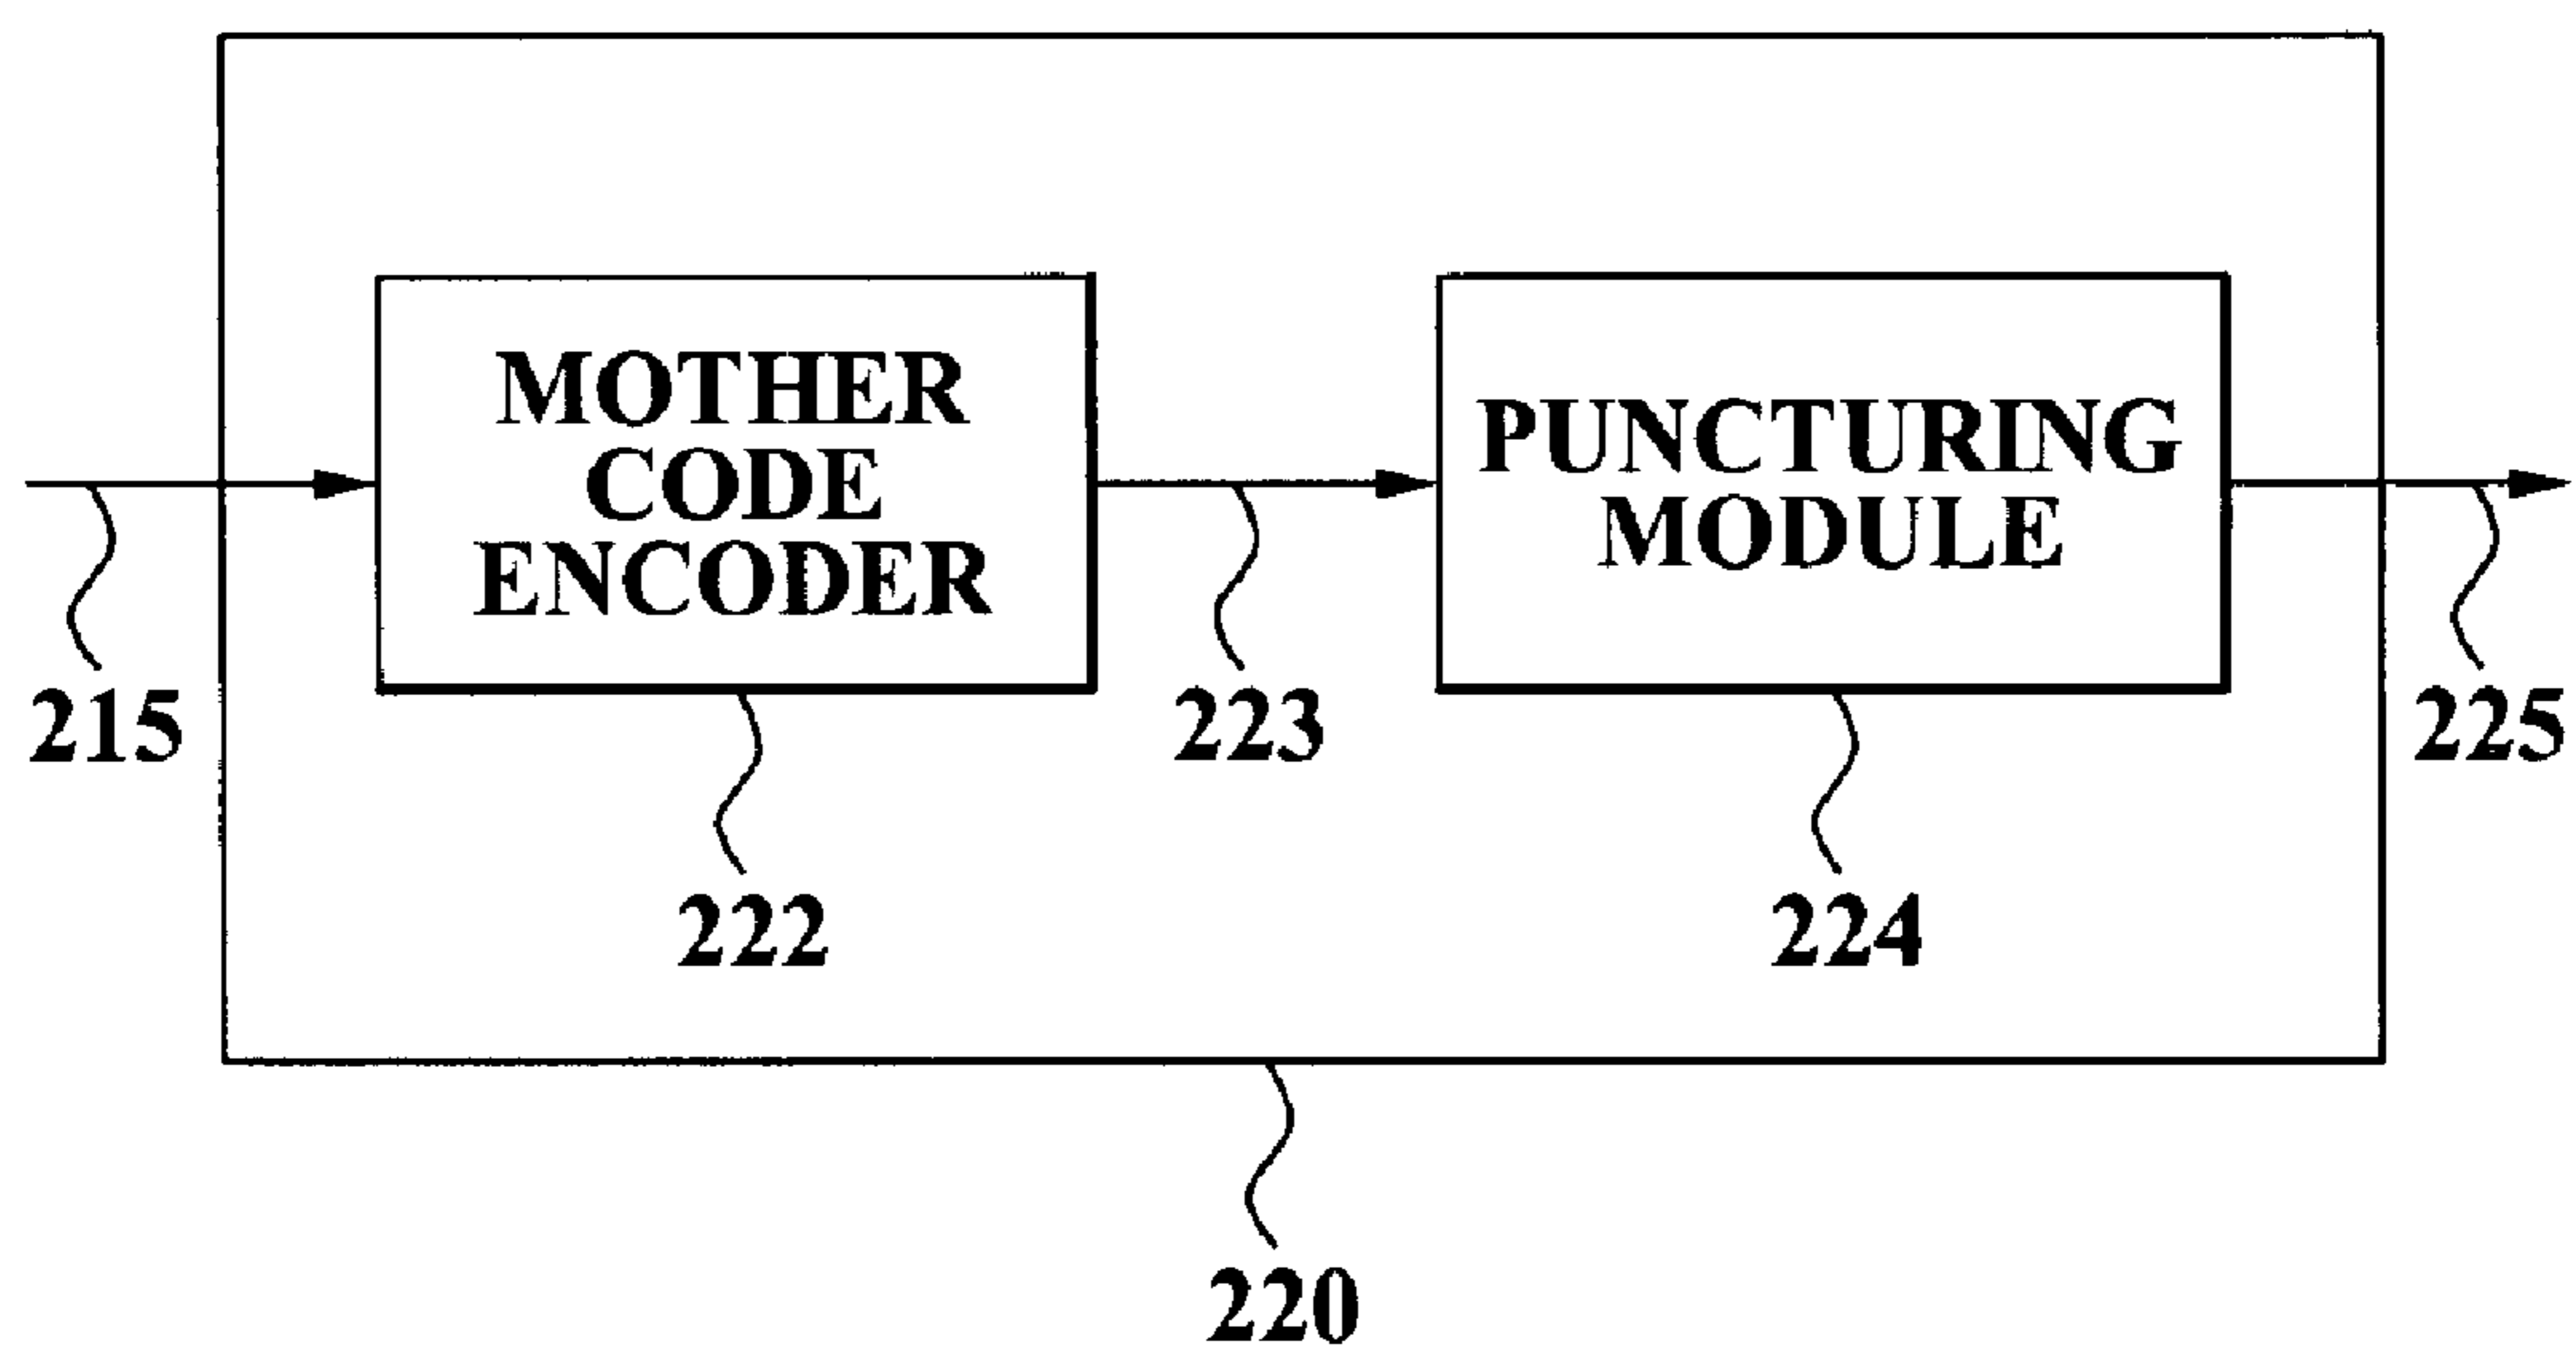 MOTHER
CODE
ENCODER
PUNCTURING
MODULE
215
223
225
222
224
220